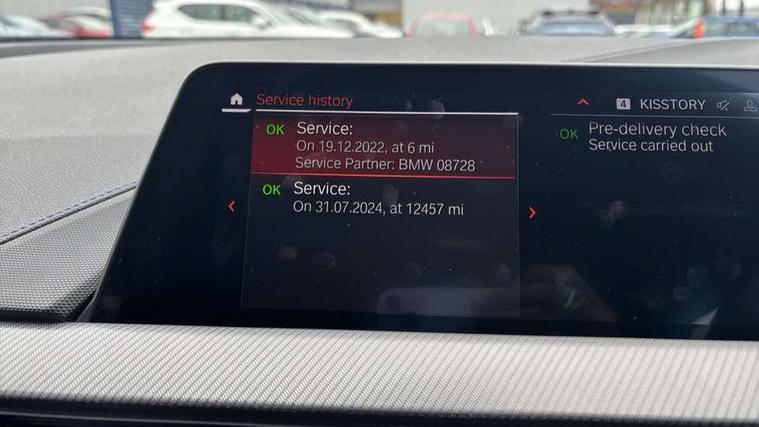 Service history
4 KISSTORY
OK Service:
On 19.12.2022, at 6 mi
Service Partner: BMW 08728
OK Service:
On 31.07.2024, at 12457 mi
OK Pre-delivery check
Service carried out